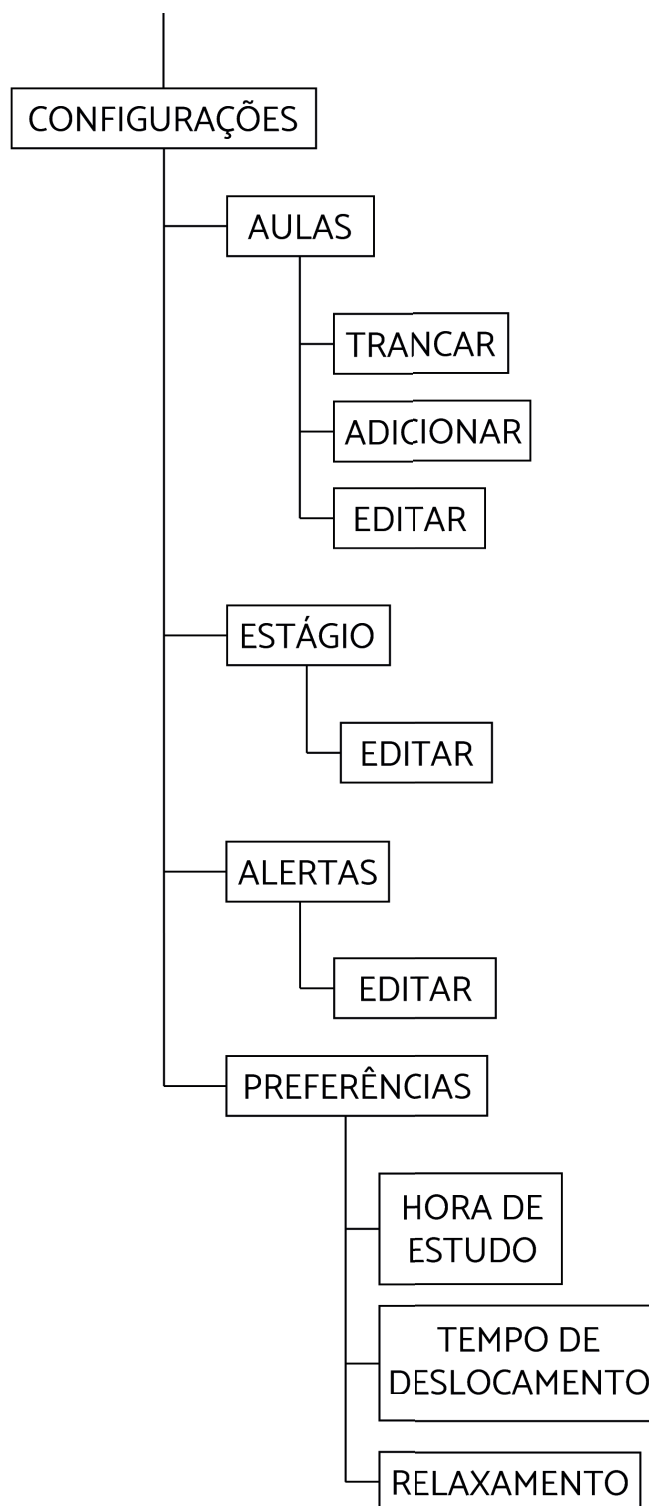 CONFIGURAÇÕES
AULAS
TRANCAR
ADICIONAR
EDITAR
ESTÁGIO
EDITAR
ALERTAS
EDITAR
PREFERÊNCIAS
HORA DE
ESTUDO
TEMPO DE
DESLOCAMENTO
RELAXAMENTO